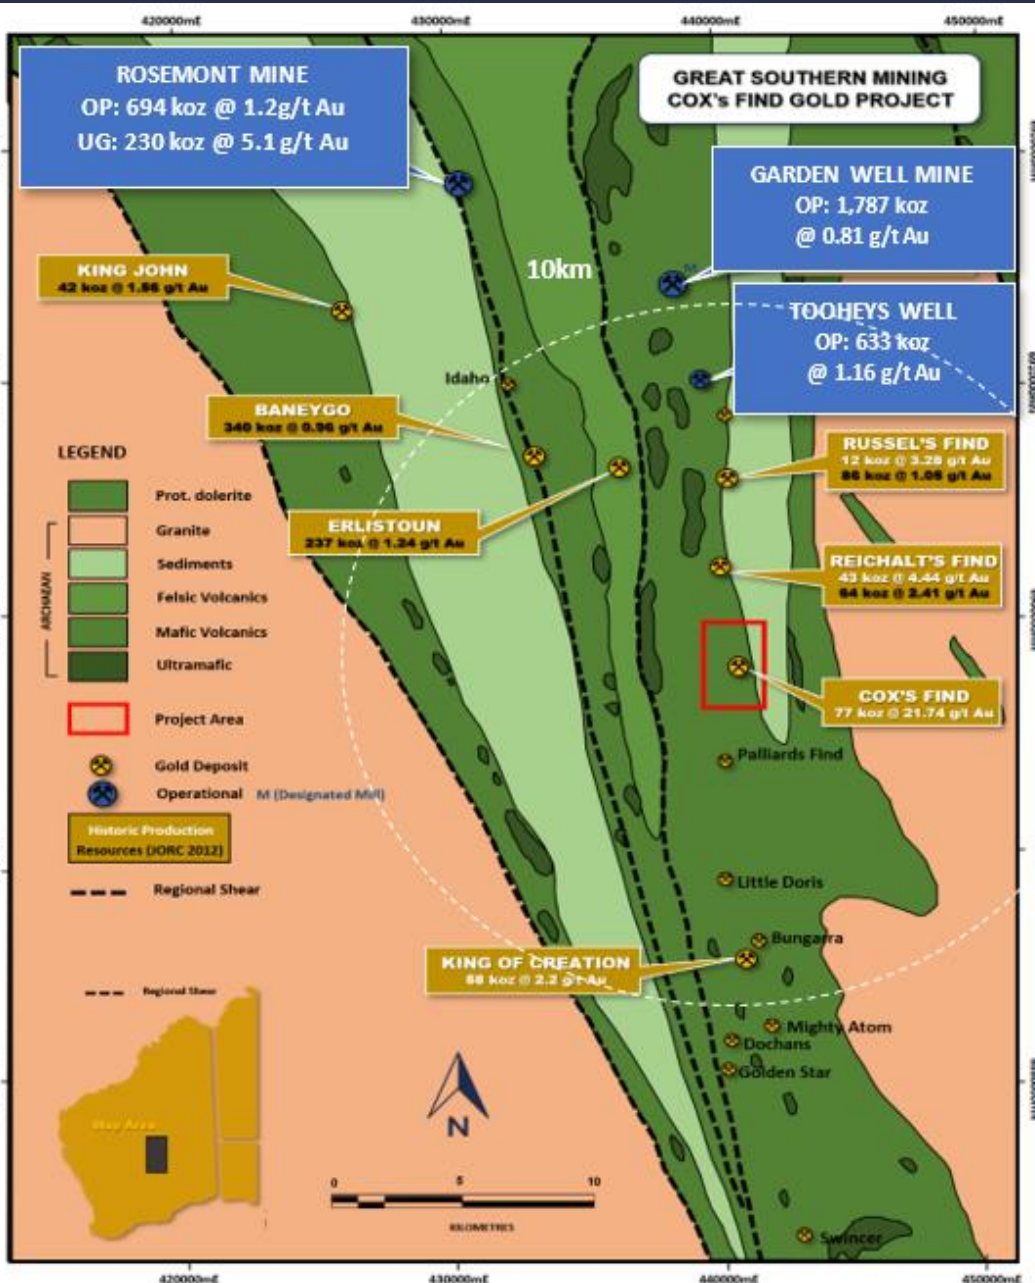 420000mE
430000mE
440000mE
450000mE
ROSEMONT MINE
OP: 694 koz @ 1.2g/t Au
UG: 230 koz @ 5.1 g/t Au
GREAT SOUTHERN MINING
COX's FIND GOLD PROJECT
GARDEN WELL MINE
OP: 1,787 koz
@ 0.81 g/t Au
M
KING JOHN
42 koz @ 1.56 g/t Au
10km
TOOHEYS WELL
OP: 633 koz
@ 1.16 g/t Au
Idaho
BANEYGO
340 koz @ 0.96 g/t Au
RUSSEL'S FIND
12 koz @ 3.28 g/t Au
86 koz @ 1.05 g/t Au
ERLISTOUN
237 koz @ 1.24 g/t Au
REICHALT'S FIND
43 koz @ 4.44 g/t Au
64 koz @ 2.41 g/t Au
COX'S FIND
77 koz @ 21.74 g/t Au
LEGEND
Prot. dolerite
Granite
Sediments
Felsic Volcanics
Mafic Volcanics
Ultramafic
ARCHAEAN
Project Area
Gold Deposit
Operational M (Designated Mill)
Historic Production
Resources (JORC 2012)
Regional Shear
Palliards Find
Little Doris
Bungarra
KING OF CREATION
koz @ 2.2 g/t Au
Mighty Atom
Dochans
Golden Star
Swincer
Regional Shear
Map Area
N
0 5 10
KILOMETRES
420000mE
430000mE
440000mE
450000mE